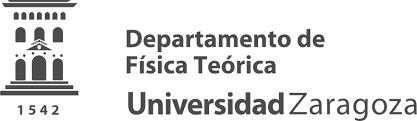 1542
Departamento de
Física Teórica
Universidad Zaragoza